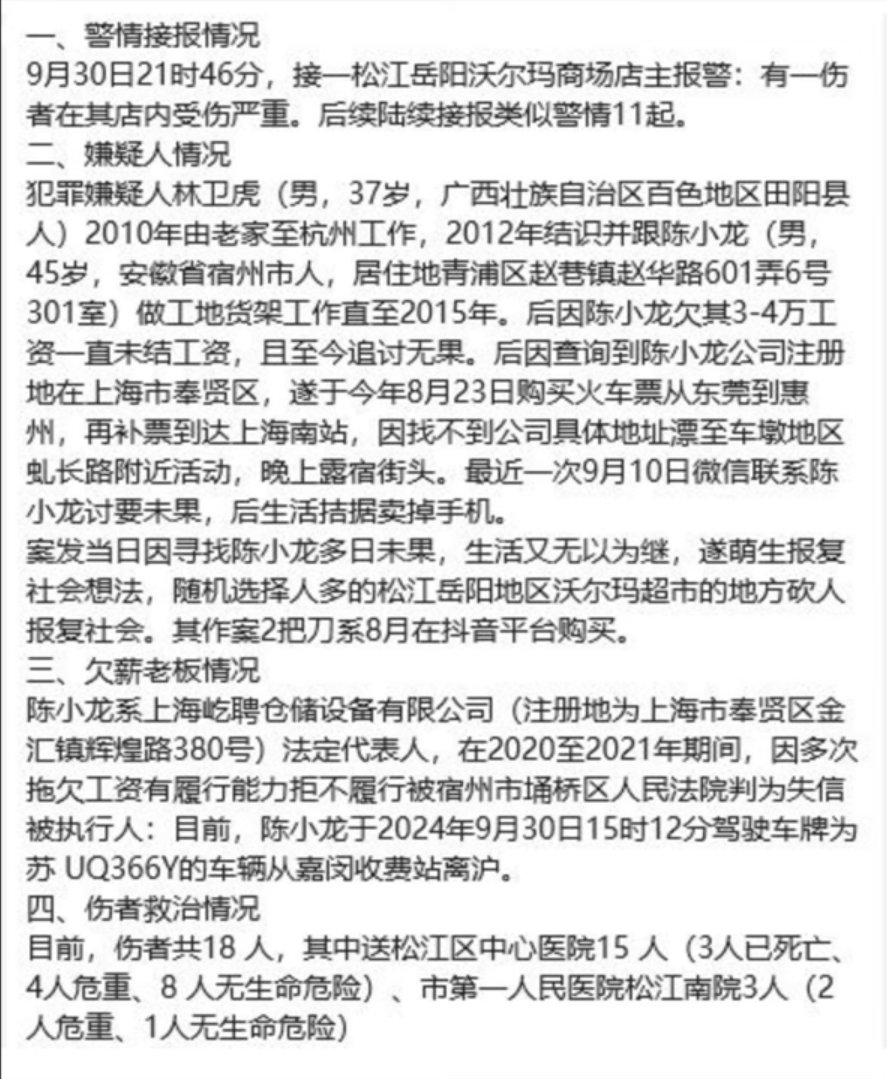 一、警情接报情况
9月30日21时46分，接一松江岳阳沃尔玛商场店主报警：有一伤
者在其店内受伤严重。后续陆续接报类似警情11起。
二、嫌疑人情况
犯罪嫌疑人林卫虎（男，37岁，广西壮族自治区百色地区田阳县
人）2010年由老家至杭州工作，2012年结识并跟陈小龙（男，
45岁，安徽省宿州市人，居住地青浦区赵巷镇赵华路601弄6号
301室）做工地货架工作直至2015年。后因陈小龙欠其3-4万工
资一直未结工资，且至今追讨无果。后因查询到陈小龙公司注册
地在上海市奉贤区，遂于今年8月23日购买火车票从东莞到惠
州，再补票到达上海南站，因找不到公司具体地址漂至车墩地区
虬长路附近活动，晚上露宿街头。最近一次9月10日微信联系陈
小龙讨要未果，后生活拮据卖掉手机。
案发当日因寻找陈小龙多日未果，生活又无以为继，遂萌生报复
社会想法，随机选择人多的松江岳阳地区沃尔玛超市的地方砍人
报复社会。其作案2把刀系8月在抖音平台购买。
三、欠薪老板情况
陈小龙系上海屹聘仓储设备有限公司（注册地为上海市奉贤区金
汇镇辉煌路380号）法定代表人，在2020至2021年期间，因多次
拖欠工资有履行能力拒不履行被宿州市埇桥区人民法院判为失信
被执行人：目前，陈小龙于2024年9月30日15时12分驾驶车牌为
苏 UQ366Y的车辆从嘉闵收费站离沪。
四、伤者救治情况
目前，伤者共18 人，其中送松江区中心医院15 人（3人已死亡、
4人危重、8 人无生命危险）、市第一人民医院松江南院3人（2
人危重、1人无生命危险）